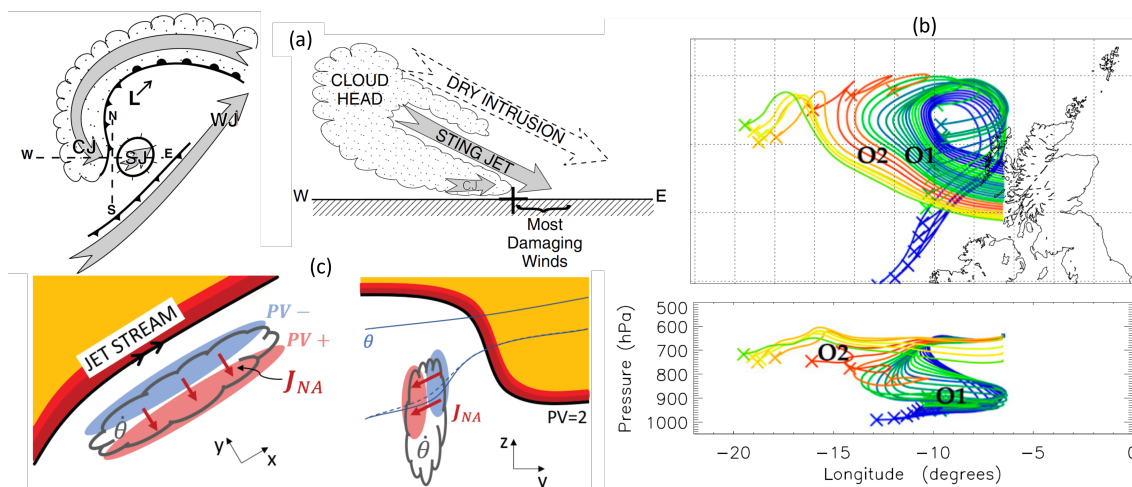 (a)
L
N
W
CJ
SJ
E
S
WJ
CLOUD
HEAD
DRY INTRUSION
STING JET
CJ
W
E
Most
Damaging
Winds
(b)
O2
O1
500
600
700
800
900
1000
Pressure (hPa)
O2
O1
−20
−15
−10
−5
0
Longitude (degrees)
(c)
JET STREAM
PV −
PV +
J_NA
θ̇
y
x
θ
J_NA
θ̇
PV=2
z
y